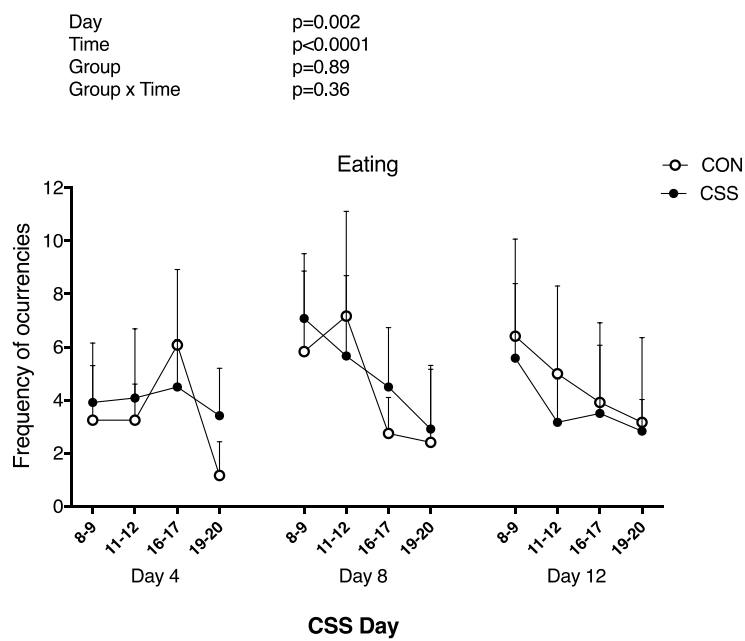 Day p=0.002
Time p<0.0001
Group p=0.89
Group x Time p=0.36
Eating
CON
CSS
Frequency of ocurrencies
12
10
8
6
4
2
0
8-9 11-12 16-17 19-20 8-9 11-12 16-17 19-20 8-9 11-12 16-17 19-20
Day 4 Day 8 Day 12
CSS Day